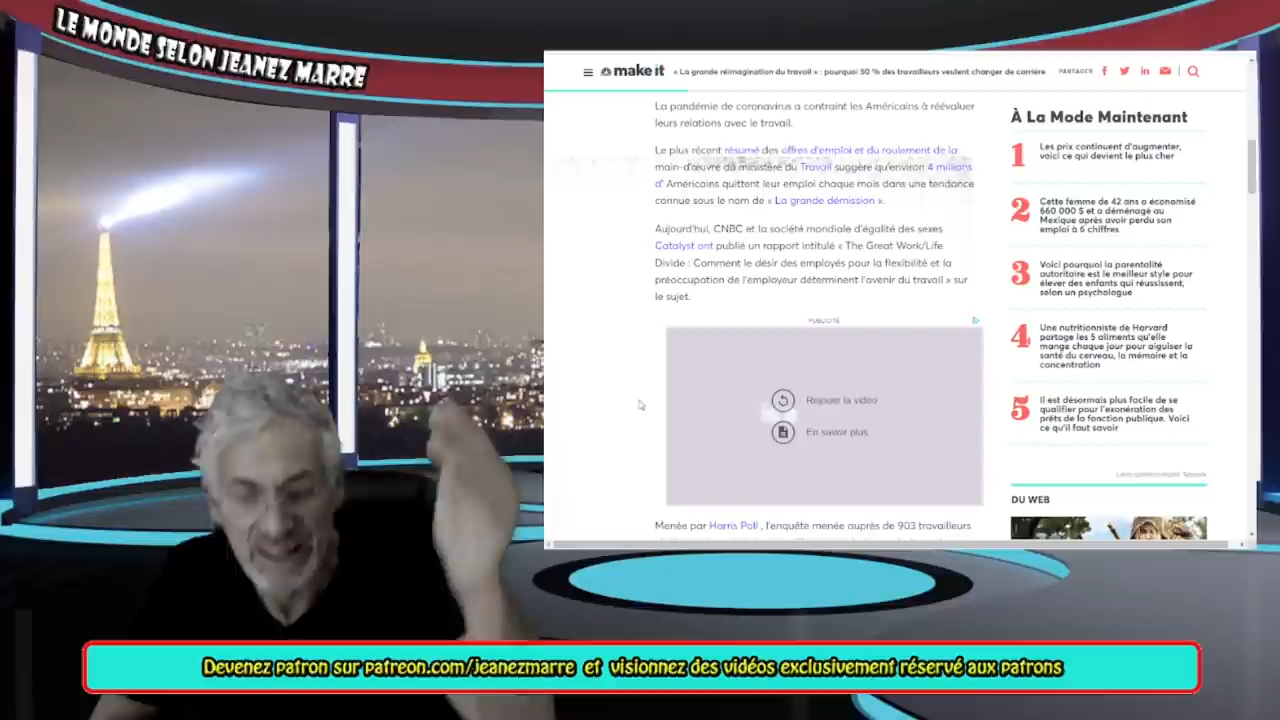 LE MONDE SELON JEANEZ MARRE
make it
« La grande réimagination du travail » : pourquoi 50 % des travailleurs veulent changer de carrière
PARTAGER
La pandémie de coronavirus a contraint les Américains à réévaluer
leurs relations avec le travail.
Le plus récent résumé des offres d'emploi et du roulement de la
main-d'œuvre du ministère du Travail suggère qu'environ 4 millions
d' Américains quittent leur emploi chaque mois dans une tendance
connue sous le nom de « La grande démission ».
Aujourd'hui, CNBC et la société mondiale d'égalité des sexes
Catalyst ont publié un rapport intitulé « The Great Work/Life
Divide : Comment le désir des employés pour la flexibilité et la
préoccupation de l'employeur déterminent l'avenir du travail » sur
le sujet.
PUBLICITÉ
Rejouer la vidéo
En savoir plus
Menée par Harris Poll , l'enquête menée auprès de 903 travailleurs
À La Mode Maintenant
1
Les prix continuent d'augmenter,
voici ce qui devient le plus cher
2
Cette femme de 42 ans a économisé
660 000 $ et a déménagé au
Mexique après avoir perdu son
emploi à 6 chiffres
3
Voici pourquoi la parentalité
autoritaire est le meilleur style pour
élever des enfants qui réussissent,
selon un psychologue
4
Une nutritionniste de Harvard
partage les 5 aliments qu'elle
mange chaque jour pour aiguiser la
santé du cerveau, la mémoire et la
concentration
5
Il est désormais plus facile de se
qualifier pour l'exonération des
prêts de la fonction publique. Voici
ce qu'il faut savoir
DU WEB
Devenez patron sur patreon.com/jeanezmarre et visionnez des vidéos exclusivement réservé aux patrons